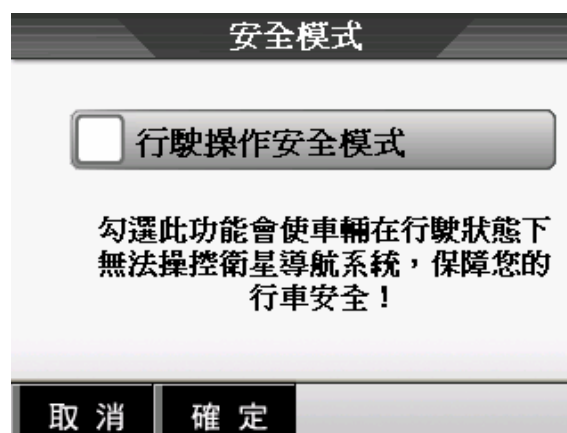 安全模式
行駛操作安全模式
勾選此功能會使車輛在行駛狀態下
無法操控衛星導航系統，保障您的
行車安全！
取消 確定